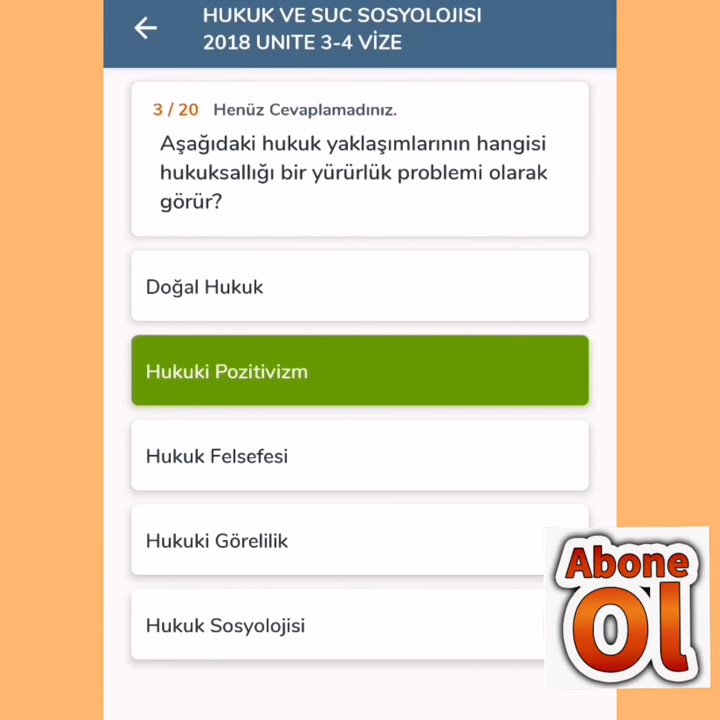 HUKUK VE SUC SOSYOLOJISI
2018 UNITE 3-4 VİZE
3 / 20 Henüz Cevaplamadınız.
Aşağıdaki hukuk yaklaşımlarının hangisi
hukuksallığı bir yürürlük problemi olarak
görür?
Doğal Hukuk
Hukuki Pozitivizm
Hukuk Felsefesi
Hukuki Görelilik
Hukuk Sosyolojisi
Abone
Ol